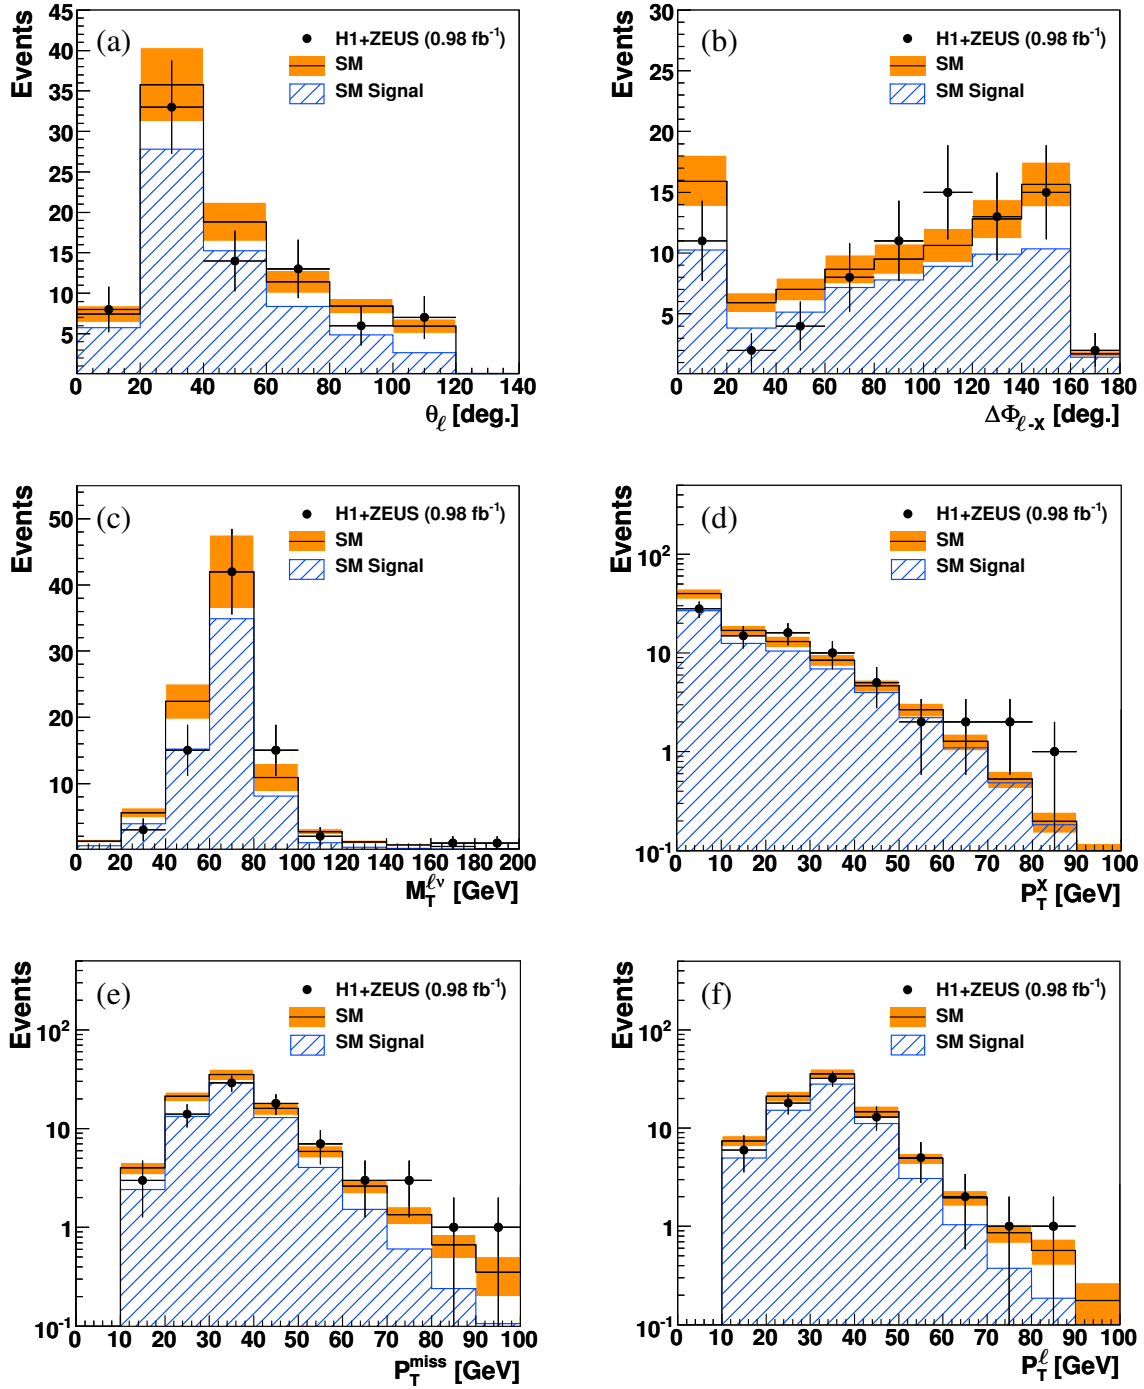 Events
(a)
H1+ZEUS (0.98 fb⁻¹)
SM
SM Signal
45
40
35
30
25
20
15
10
5
0 20 40 60 80 100 120 140
θℓ [deg.]
Events
(b)
H1+ZEUS (0.98 fb⁻¹)
SM
SM Signal
30
25
20
15
10
5
0 20 40 60 80 100 120 140 160 180
ΔΦℓ-X [deg.]
Events
(c)
H1+ZEUS (0.98 fb⁻¹)
SM
SM Signal
50
40
30
20
10
0 20 40 60 80 100 120 140 160 180 200
M_T^ℓν [GeV]
Events
(d)
H1+ZEUS (0.98 fb⁻¹)
SM
SM Signal
10²
10
1
10⁻¹
0 10 20 30 40 50 60 70 80 90 100
P_T^X [GeV]
Events
(e)
H1+ZEUS (0.98 fb⁻¹)
SM
SM Signal
10²
10
1
10⁻¹
0 10 20 30 40 50 60 70 80 90 100
P_T^miss [GeV]
Events
(f)
H1+ZEUS (0.98 fb⁻¹)
SM
SM Signal
10²
10
1
10⁻¹
0 10 20 30 40 50 60 70 80 90 100
P_T^ℓ [GeV]